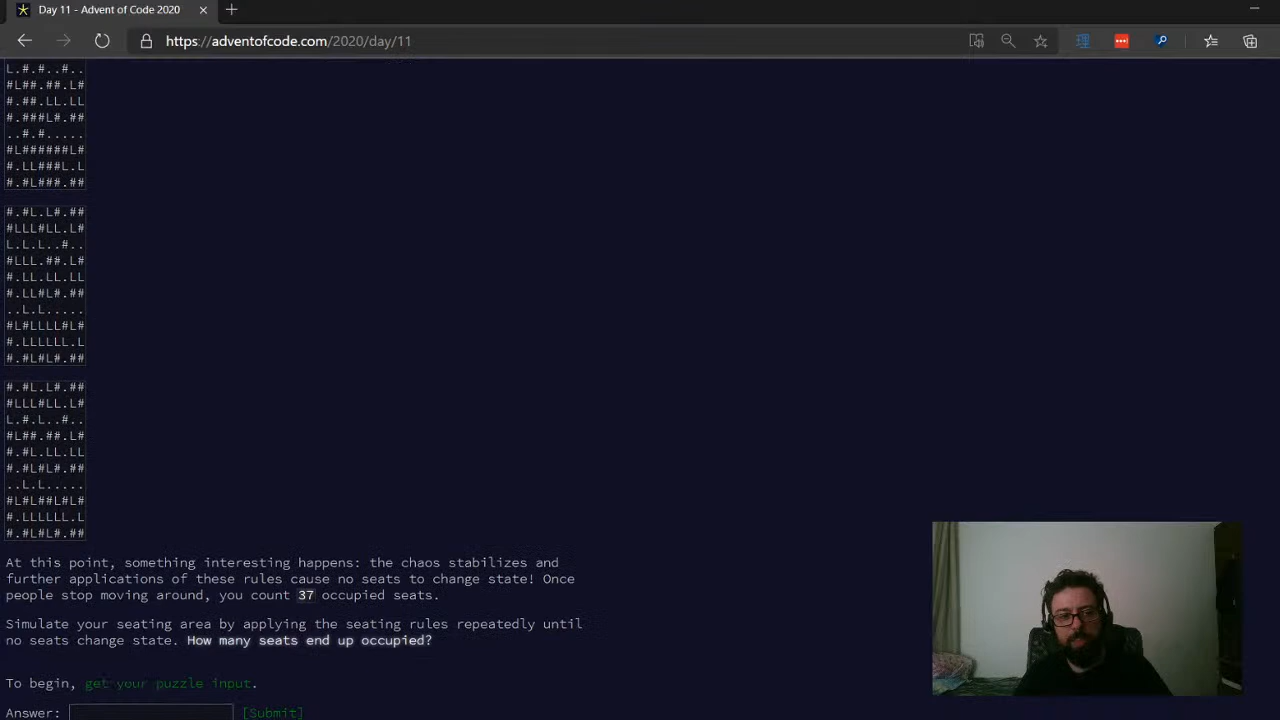 Day 11 - Advent of Code 2020
https://adventofcode.com/2020/day/11
L.#.#..#..
#L##.##.L#
#.##.LL.LL
#.###L#.##
..#.#.....
#L######L#
#.LL###L.L
#.#L###.##
#.#L.L#.##
#LLL#LL.L#
L.L.L..#..
#LLL.##.L#
#.LL.LL.LL
#.LL#L#.##
..L.L.....
#L#LLLL#L#
#.LLLLLL.L
#.#L#L#.##
#.#L.L#.##
#LLL#LL.L#
L.#.L..#..
#L##.##.L#
#.#L.LL.LL
#.#L#L#.##
..L.L.....
#L#L##L#L#
#.LLLLLL.L
#.#L#L#.##
At this point, something interesting happens: the chaos stabilizes and
further applications of these rules cause no seats to change state! Once
people stop moving around, you count 37 occupied seats.
Simulate your seating area by applying the seating rules repeatedly until
no seats change state. How many seats end up occupied?
To begin, get your puzzle input.
Answer: [Submit]